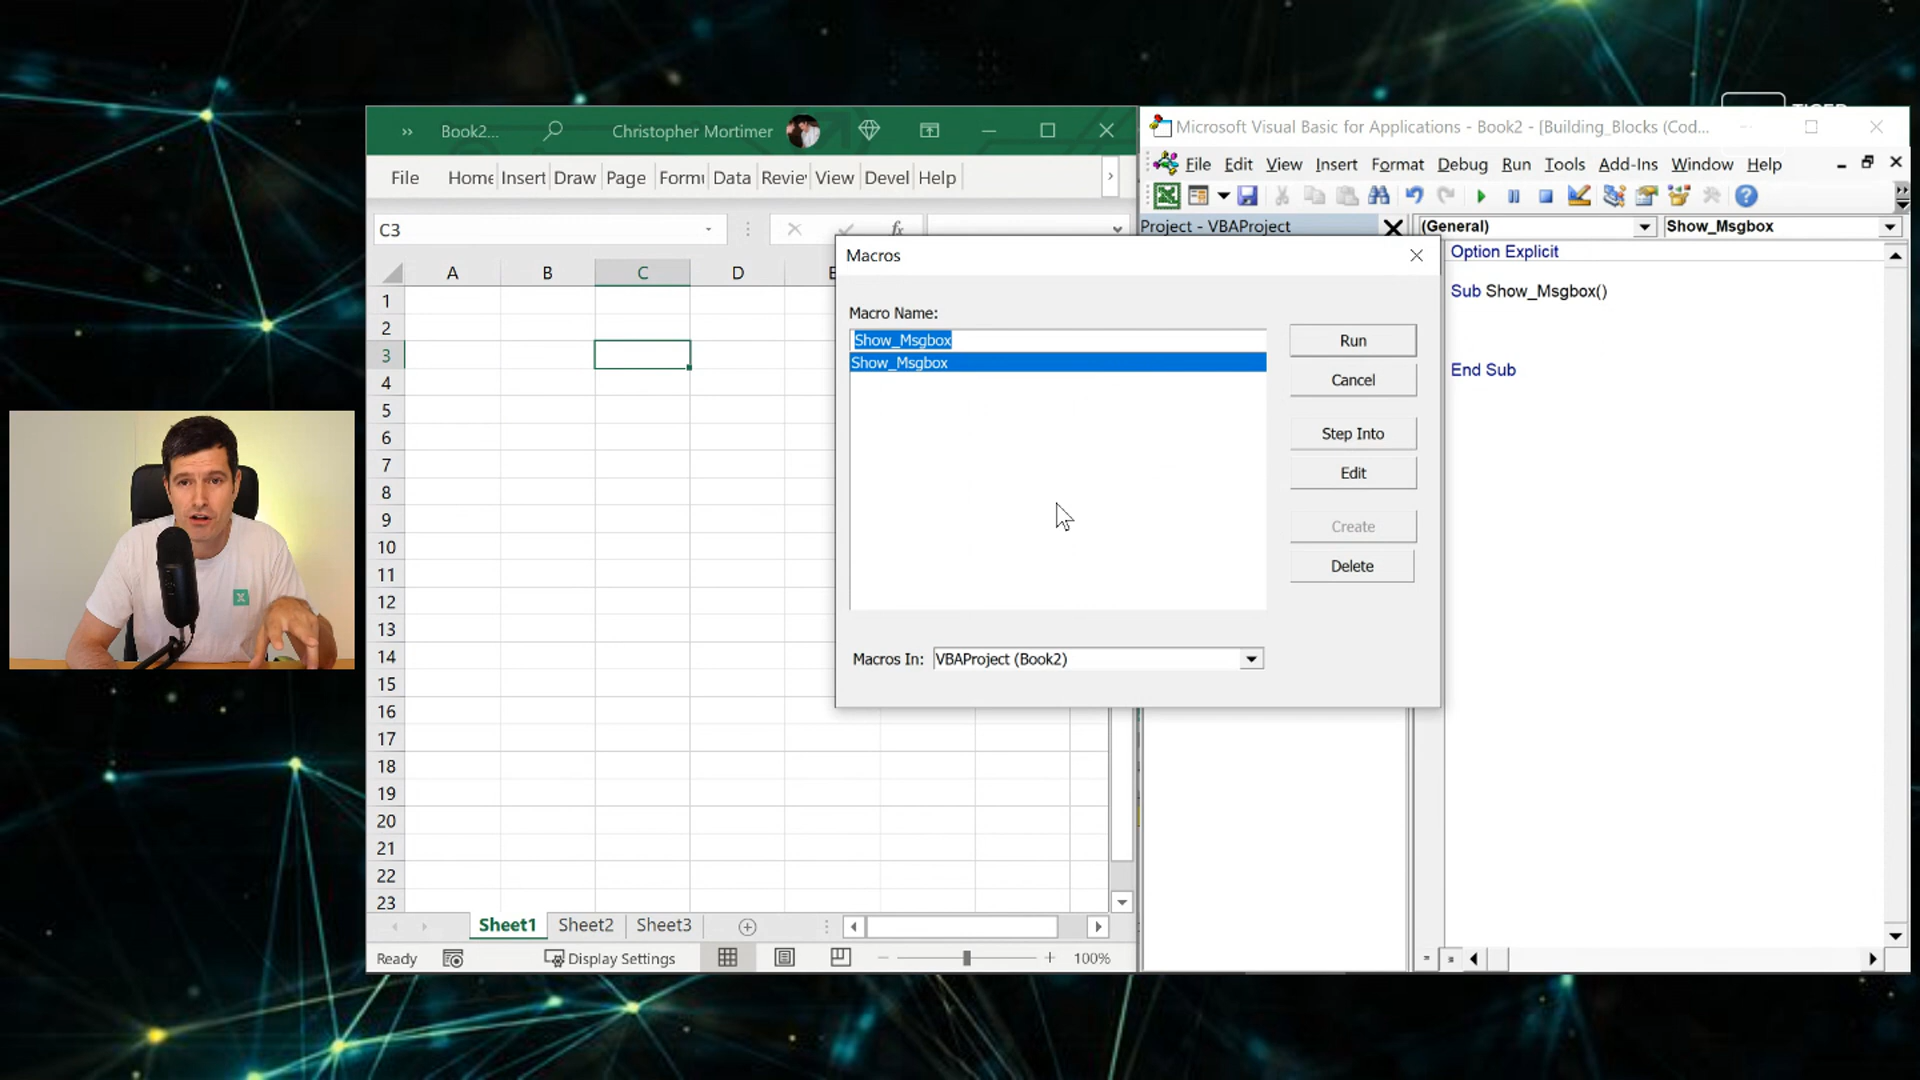 Book2...
Christopher Mortimer
File Home Insert Draw Page Formu Data Revie View Devel Help
C3
fx
A B C D E
1
2
3
4
5
6
7
8
9
10
11
12
13
14
15
16
17
18
19
20
21
22
23
Sheet1 Sheet2 Sheet3
Ready
Display Settings
100%
Macros
Macro Name:
Show_Msgbox
Show_Msgbox
Run
Cancel
Step Into
Edit
Create
Delete
Macros In: VBAProject (Book2)
Microsoft Visual Basic for Applications - Book2 - [Building_Blocks (Cod...
File Edit View Insert Format Debug Run Tools Add-Ins Window Help
Project - VBAProject
(General)
Show_Msgbox
Option Explicit
Sub Show_Msgbox()
End Sub